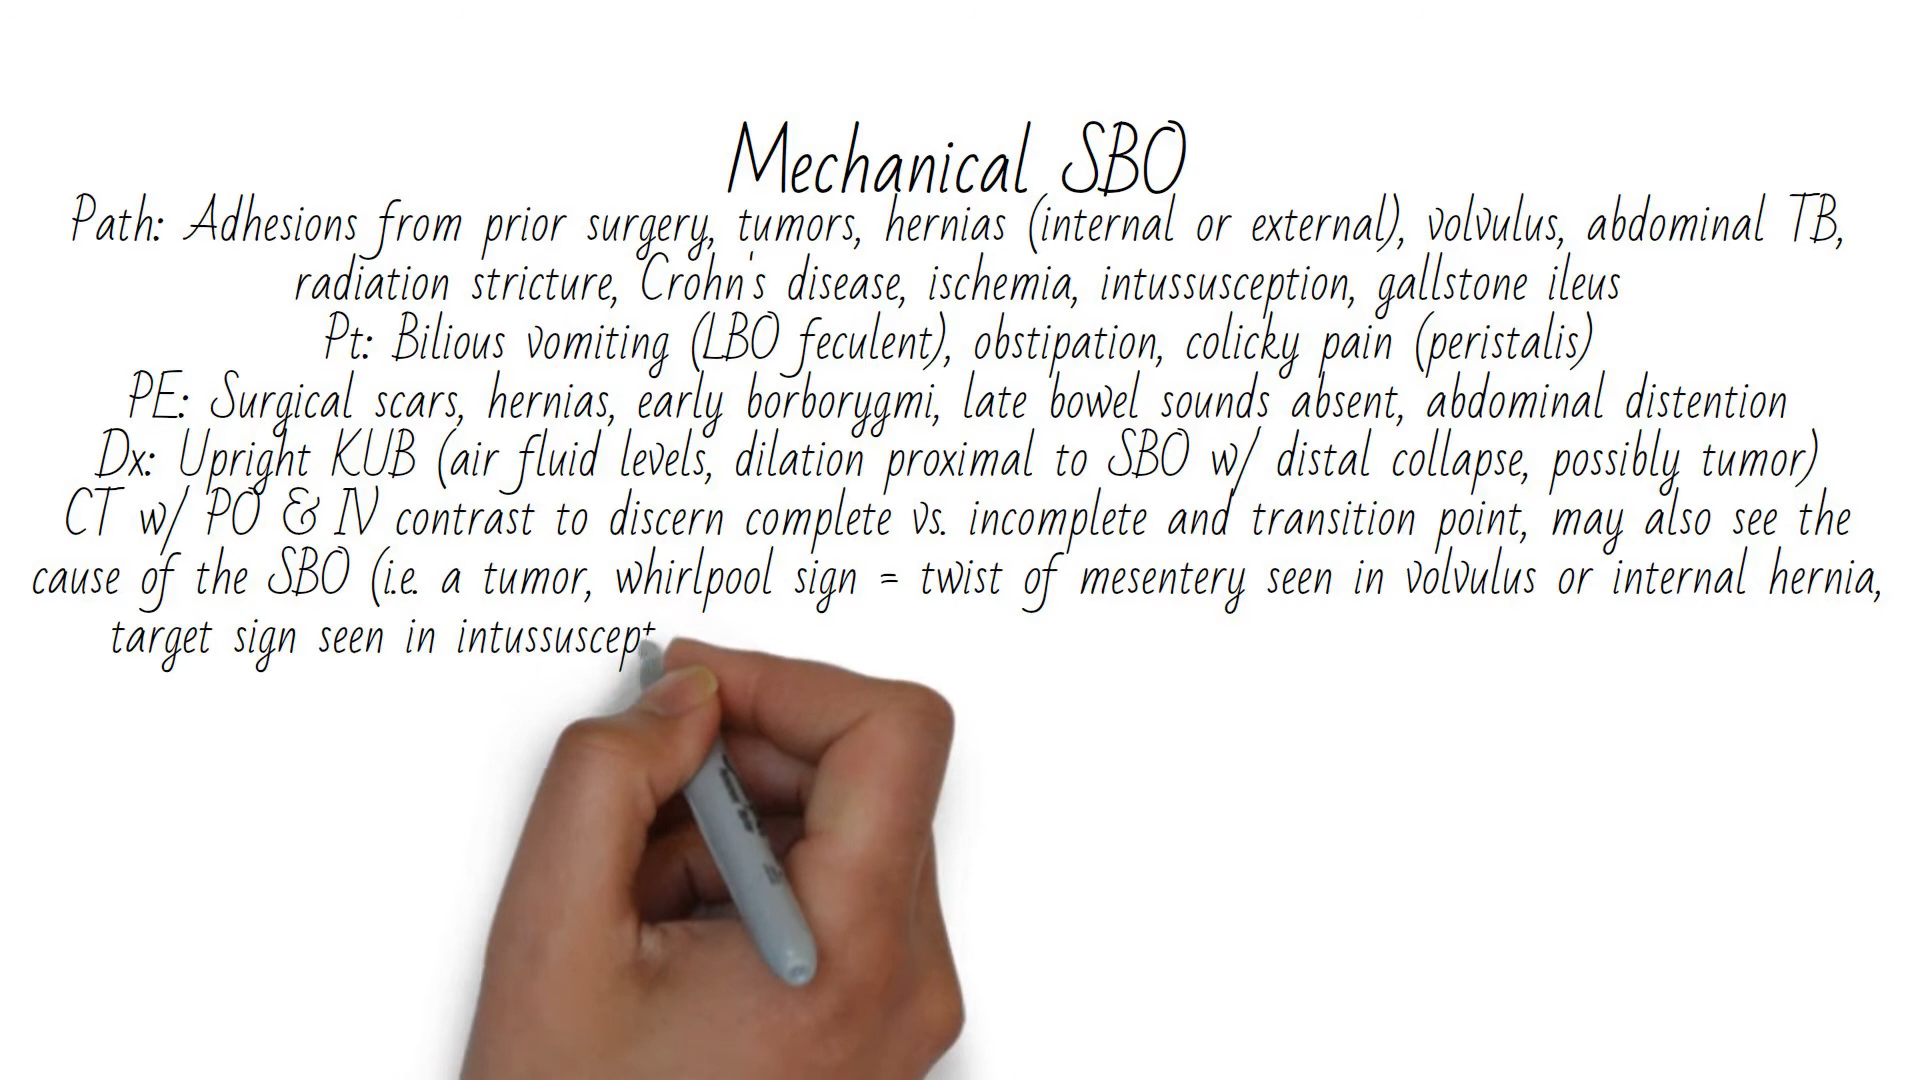 Mechanical SBO
Path: Adhesions from prior surgery, tumors, hernias (internal or external), volvulus, abdominal TB,
radiation stricture, Crohn's disease, ischemia, intussusception, gallstone ileus
Pt: Bilious vomiting (LBO feculent), obstipation, colicky pain (peristalis)
PE: Surgical scars, hernias, early borborygmi, late bowel sounds absent, abdominal distention
Dx: Upright KUB (air fluid levels, dilation proximal to SBO w/ distal collapse, possibly tumor)
CT w/ PO & IV contrast to discern complete vs. incomplete and transition point, may also see the
cause of the SBO (i.e. a tumor, whirlpool sign = twist of mesentery seen in volvulus or internal hernia,
target sign seen in intussuscept